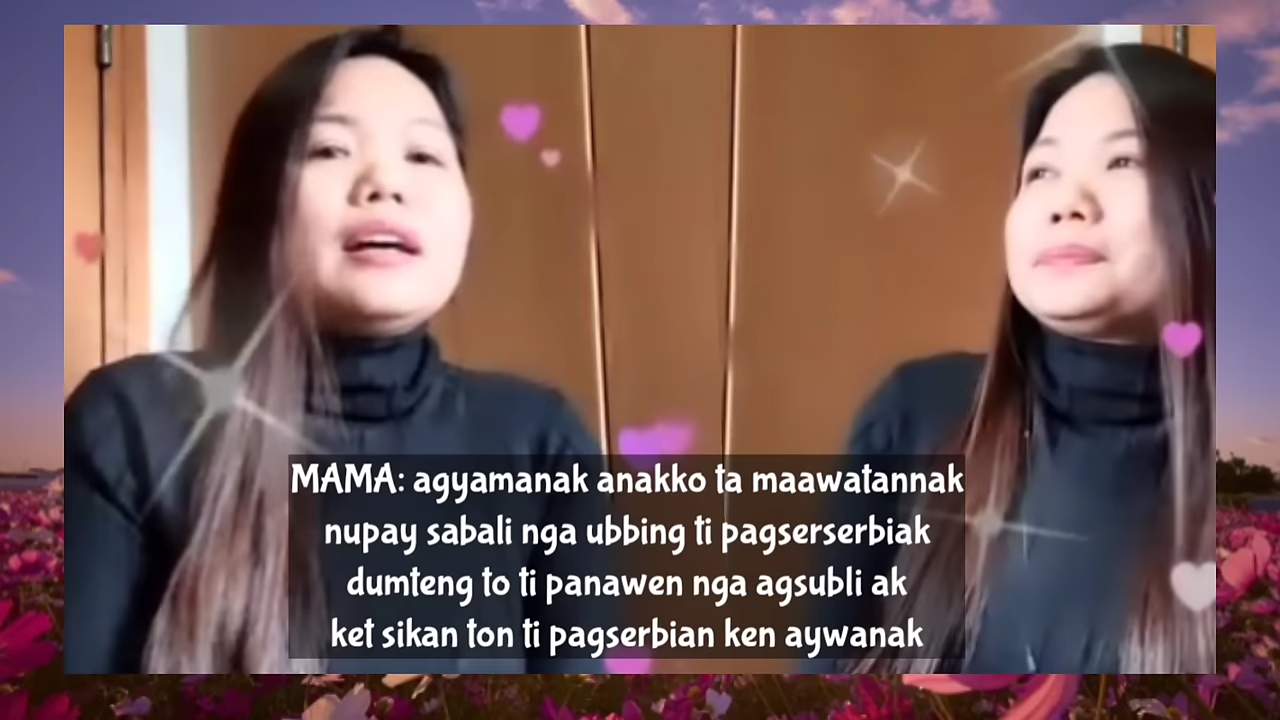 MAMA: agyamanak anakko ta maawatannak
nupay sabali nga ubbing ti pagserserbiak
dumteng to ti panawen nga agsubli ak
ket sikan ton ti pagserbian ken aywanak